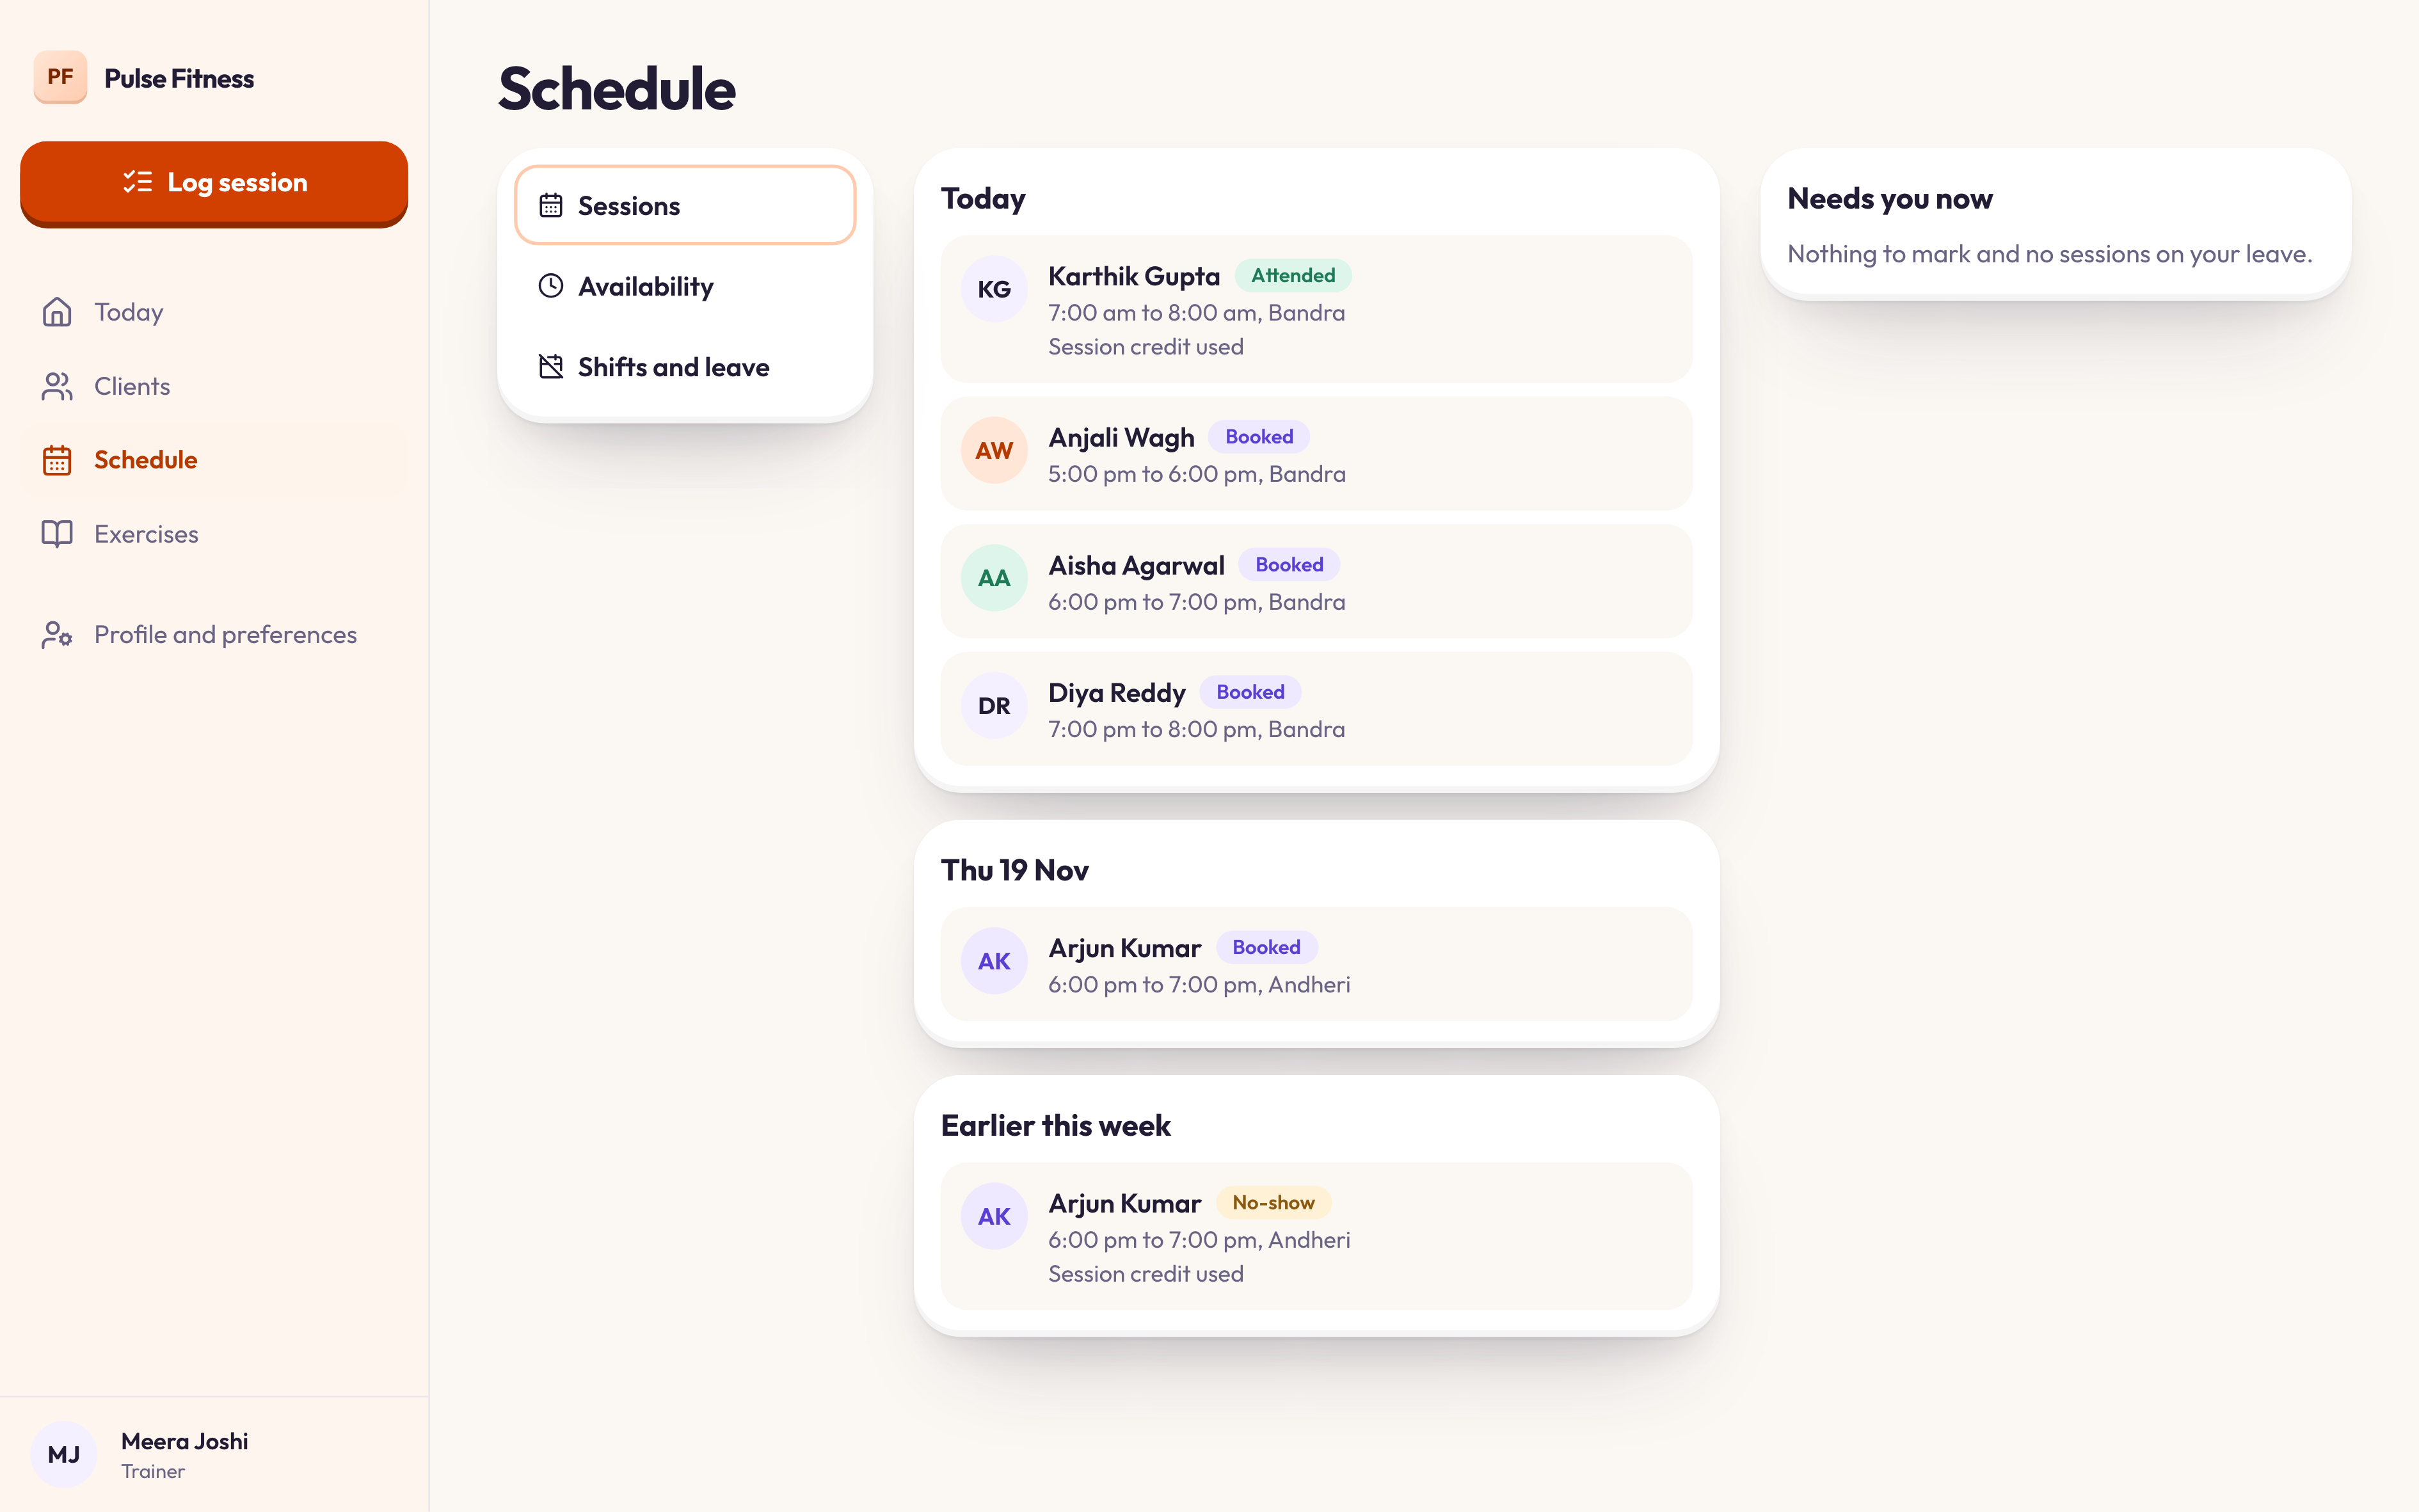 PF
Pulse Fitness
Log session
Today
Clients
Schedule
Exercises
Profile and preferences
MJ
Meera Joshi
Trainer
Schedule
Sessions
Availability
Shifts and leave
Today
KG
Karthik Gupta Attended
7:00 am to 8:00 am, Bandra
Session credit used
AW
Anjali Wagh Booked
5:00 pm to 6:00 pm, Bandra
AA
Aisha Agarwal Booked
6:00 pm to 7:00 pm, Bandra
DR
Diya Reddy Booked
7:00 pm to 8:00 pm, Bandra
Thu 19 Nov
AK
Arjun Kumar Booked
6:00 pm to 7:00 pm, Andheri
Earlier this week
AK
Arjun Kumar No-show
6:00 pm to 7:00 pm, Andheri
Session credit used
Needs you now
Nothing to mark and no sessions on your leave.